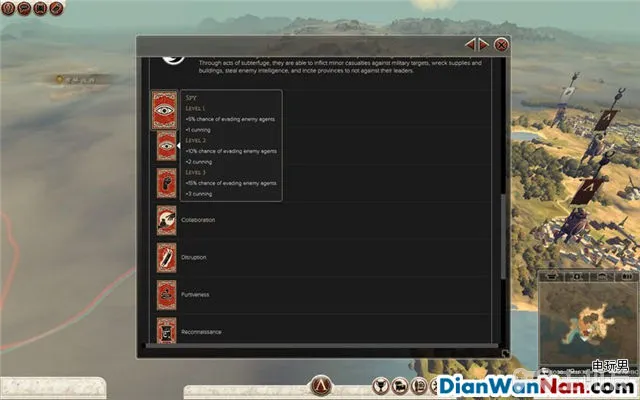 Through acts of subterfuge, they are able to inflict minor casualties against military targets, wreck supplies and
buildings, steal enemy intelligence, and incite provinces to riot against their leaders.
Spy
Level 1
+5% chance of evading enemy agents
+1 cunning
Level 2
+10% chance of evading enemy agents
+2 cunning
Level 3
+15% chance of evading enemy agents
+3 cunning
Collaboration
Disruption
Furtiveness
Reconnaissance
电玩男
DianWanNan.com